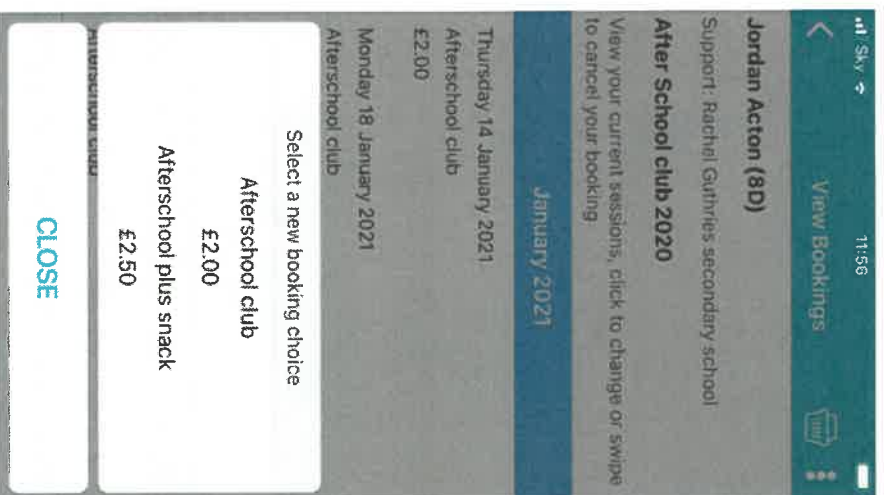 Sky 11:56
View Bookings
Jordan Acton (8D)
Support: Rachel Guthries secondary school
After School club 2020
View your current sessions, click to change or swipe
to cancel your booking
January 2021
Thursday 14 January 2021
Afterschool club
£2.00
Monday 18 January 2021
Afterschool club
Select a new booking choice
Afterschool club
£2.00
Afterschool plus snack
£2.50
Afterschool club
CLOSE